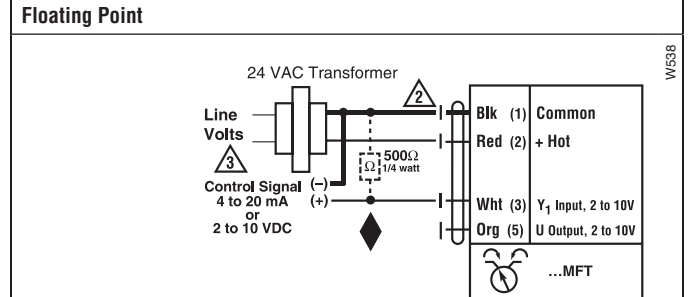 Floating Point
W538
24 VAC Transformer
Line
Volts
3
2
Control Signal (–)
4 to 20 mA (+)
or
2 to 10 VDC
500Ω
1/4 watt
Ω
Blk (1) Common
Red (2) + Hot
Wht (3) Y1 Input, 2 to 10V
Org (5) U Output, 2 to 10V
...MFT